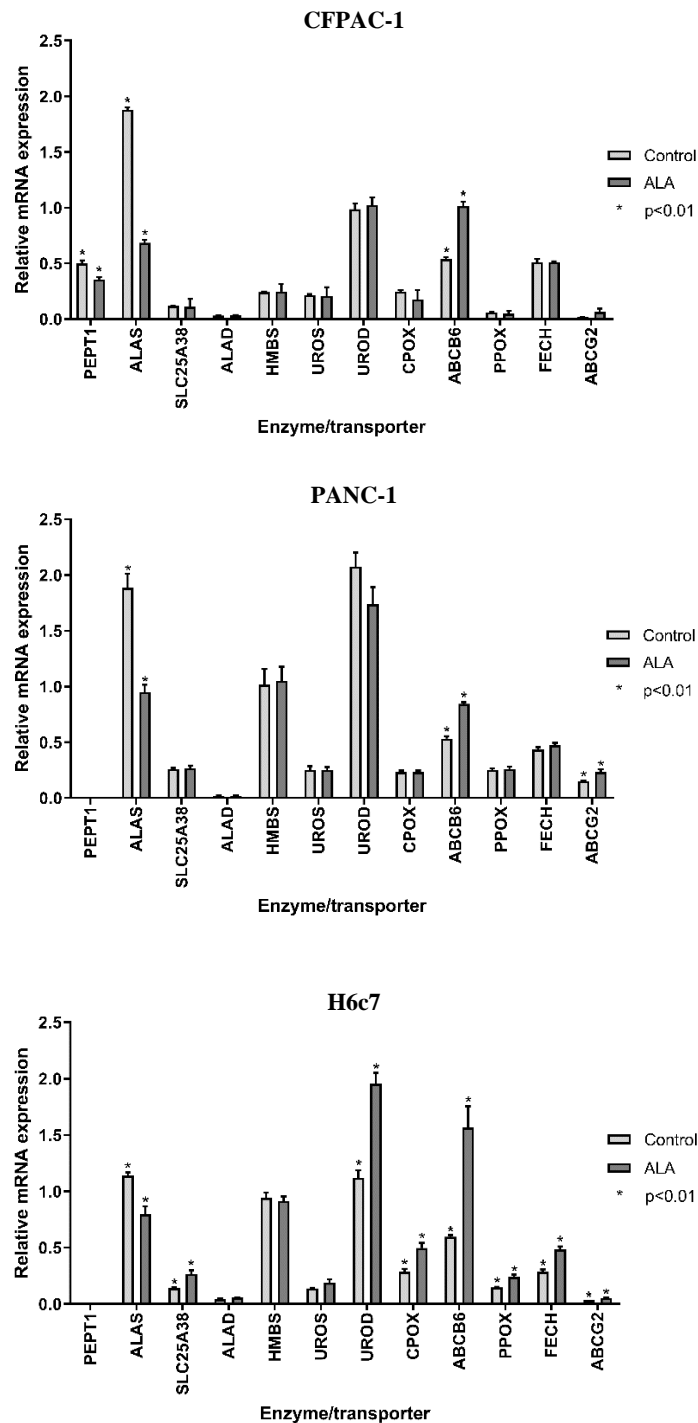 CFPAC-1
Relative mRNA expression
2.5
2.0
1.5
1.0
0.5
0.0
* * * * * *
PEPT1
ALAS
SLC25A38
ALAD
HMBS
UROS
UROD
CPOX
ABCB6
PPOX
FECH
ABCG2
Enzyme/transporter
Control
ALA
* p<0.01
PANC-1
Relative mRNA expression
2.5
2.0
1.5
1.0
0.5
0.0
* * * * * *
PEPT1
ALAS
SLC25A38
ALAD
HMBS
UROS
UROD
CPOX
ABCB6
PPOX
FECH
ABCG2
Enzyme/transporter
Control
ALA
* p<0.01
H6c7
Relative mRNA expression
2.5
2.0
1.5
1.0
0.5
0.0
* * * * * * * * * * * * * * * *
PEPT1
ALAS
SLC25A38
ALAD
HMBS
UROS
UROD
CPOX
ABCB6
PPOX
FECH
ABCG2
Enzyme/transporter
Control
ALA
* p<0.01